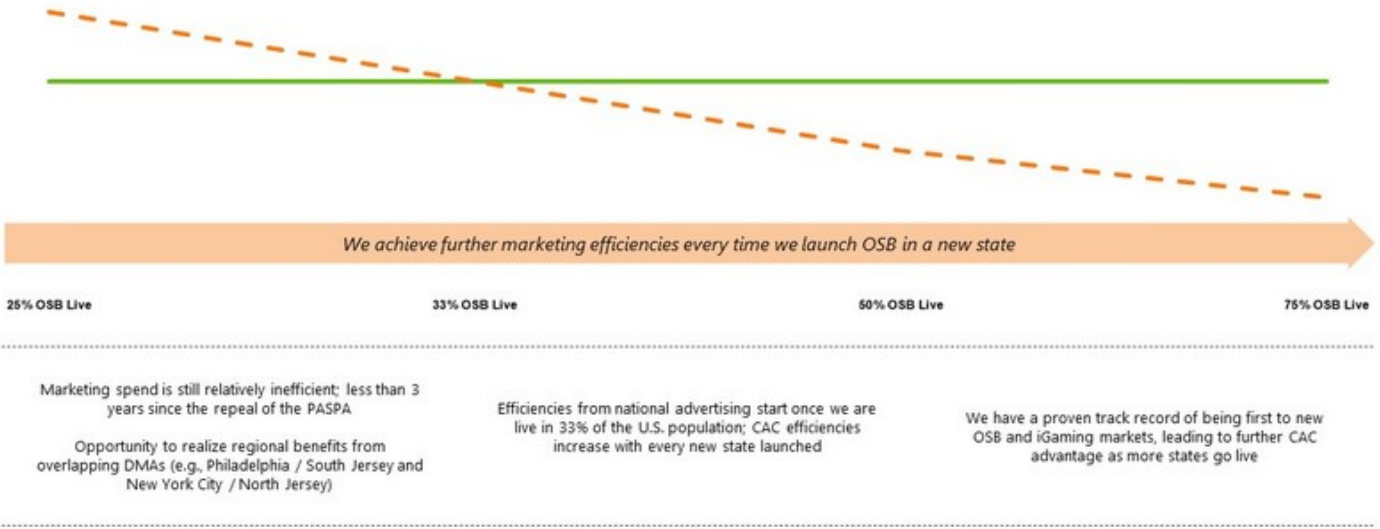 We achieve further marketing efficiencies every time we launch OSB in a new state
25% OSB Live
33% OSB Live
50% OSB Live
75% OSB Live
Marketing spend is still relatively inefficient; less than 3
years since the repeal of the PASPA
Opportunity to realize regional benefits from
overlapping DMAs (e.g., Philadelphia / South Jersey and
New York City / North Jersey)
Efficiencies from national advertising start once we are
live in 33% of the U.S. population; CAC efficiencies
increase with every new state launched
We have a proven track record of being first to new
OSB and iGaming markets, leading to further CAC
advantage as more states go live